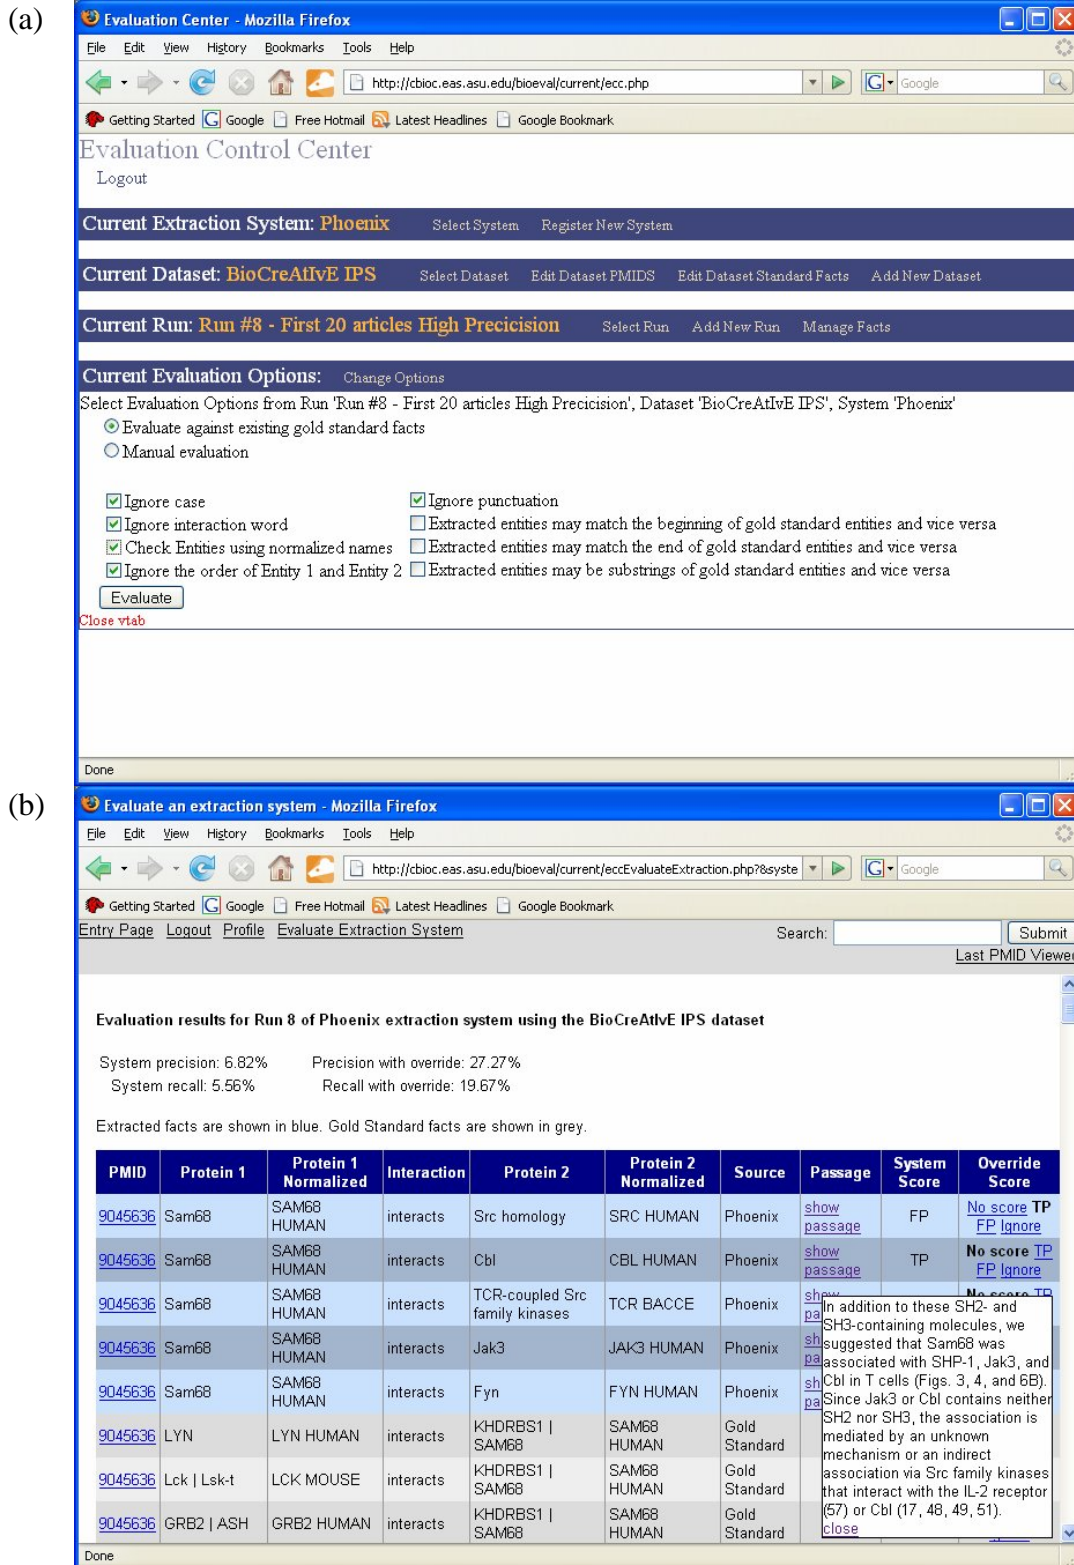 (a)
Evaluation Center - Mozilla Firefox
File Edit View History Bookmarks Tools Help
http://cbioc.eas.asu.edu/bioeval/current/ecc.php
G Google
Getting Started Google Free Hotmail Latest Headlines Google Bookmark
Evaluation Control Center
Logout
Current Extraction System: Phoenix Select System Register New System
Current Dataset: BioCreAtIvE IPS Select Dataset Edit Dataset PMIDS Edit Dataset Standard Facts Add New Dataset
Current Run: Run #8 - First 20 articles High Precicision Select Run Add New Run Manage Facts
Current Evaluation Options: Change Options
Select Evaluation Options from Run 'Run #8 - First 20 articles High Precicision', Dataset 'BioCreAtIvE IPS', System 'Phoenix'
Evaluate against existing gold standard facts
Manual evaluation
Ignore case Ignore punctuation
Ignore interaction word Extracted entities may match the beginning of gold standard entities and vice versa
Check Entities using normalized names Extracted entities may match the end of gold standard entities and vice versa
Ignore the order of Entity 1 and Entity 2 Extracted entities may be substrings of gold standard entities and vice versa
Evaluate
Close vtab
Done
(b)
Evaluate an extraction system - Mozilla Firefox
File Edit View History Bookmarks Tools Help
http://cbioc.eas.asu.edu/bioeval/current/eccEvaluateExtraction.php?&syste
G Google
Getting Started Google Free Hotmail Latest Headlines Google Bookmark
Entry Page Logout Profile Evaluate Extraction System Search: Submit
Last PMID Viewed
Evaluation results for Run 8 of Phoenix extraction system using the BioCreAtIvE IPS dataset
System precision: 6.82% Precision with override: 27.27%
System recall: 5.56% Recall with override: 19.67%
Extracted facts are shown in blue. Gold Standard facts are shown in grey.
PMID Protein 1 Protein 1 Normalized Interaction Protein 2 Protein 2 Normalized Source Passage System Score Override Score
9045636 Sam68 SAM68 HUMAN interacts Src homology SRC HUMAN Phoenix show passage FP No score TP FP Ignore
9045636 Sam68 SAM68 HUMAN interacts Cbl CBL HUMAN Phoenix show passage TP No score TP FP Ignore
9045636 Sam68 SAM68 HUMAN interacts TCR-coupled Src family kinases TCR BACCE Phoenix show pa No score TP
9045636 Sam68 SAM68 HUMAN interacts Jak3 JAK3 HUMAN Phoenix sh pa
9045636 Sam68 SAM68 HUMAN interacts Fyn FYN HUMAN Phoenix sh pa
9045636 LYN LYN HUMAN interacts KHDRBS1 | SAM68 SAM68 HUMAN Gold Standard
9045636 Lck | Lsk-t LCK MOUSE interacts KHDRBS1 | SAM68 SAM68 HUMAN Gold Standard
9045636 GRB2 | ASH GRB2 HUMAN interacts KHDRBS1 | SAM68 SAM68 HUMAN Gold Standard
In addition to these SH2- and
SH3-containing molecules, we
suggested that Sam68 was
associated with SHP-1, Jak3, and
Cbl in T cells (Figs. 3, 4, and 6B).
Since Jak3 or Cbl contains neither
SH2 nor SH3, the association is
mediated by an unknown
mechanism or an indirect
association via Src family kinases
that interact with the IL-2 receptor
(57) or Cbl (17, 48, 49, 51).
close
Done